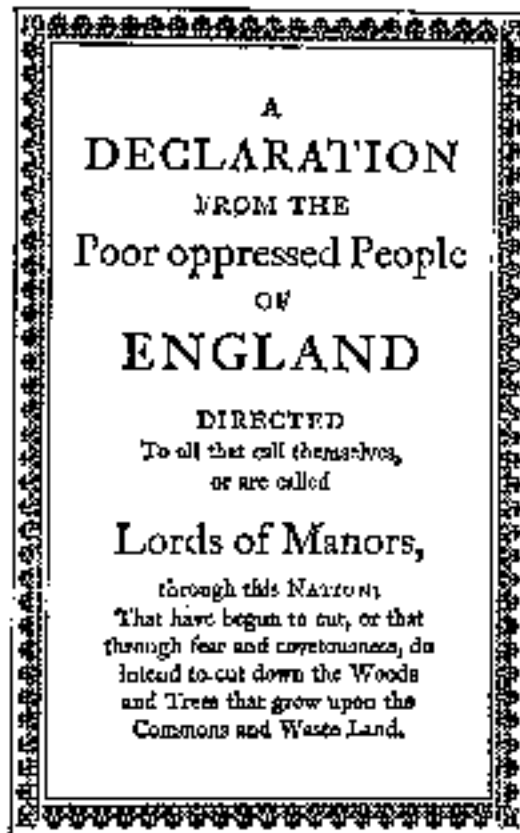 A
DECLARATION
FROM THE
Poor oppressed People
OF
ENGLAND
DIRECTED
To all that call themselves,
or are called
Lords of Manors,
through this NATION;
That have begun to cut, or that
through fear and covetousness, do
intend to cut down the Woods
and Trees that grow upon the
Commons and Waste Land.